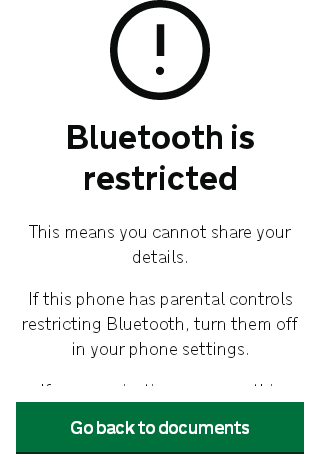 Bluetooth is
restricted
This means you cannot share your
details.
If this phone has parental controls
restricting Bluetooth, turn them off
in your phone settings.
Go back to documents